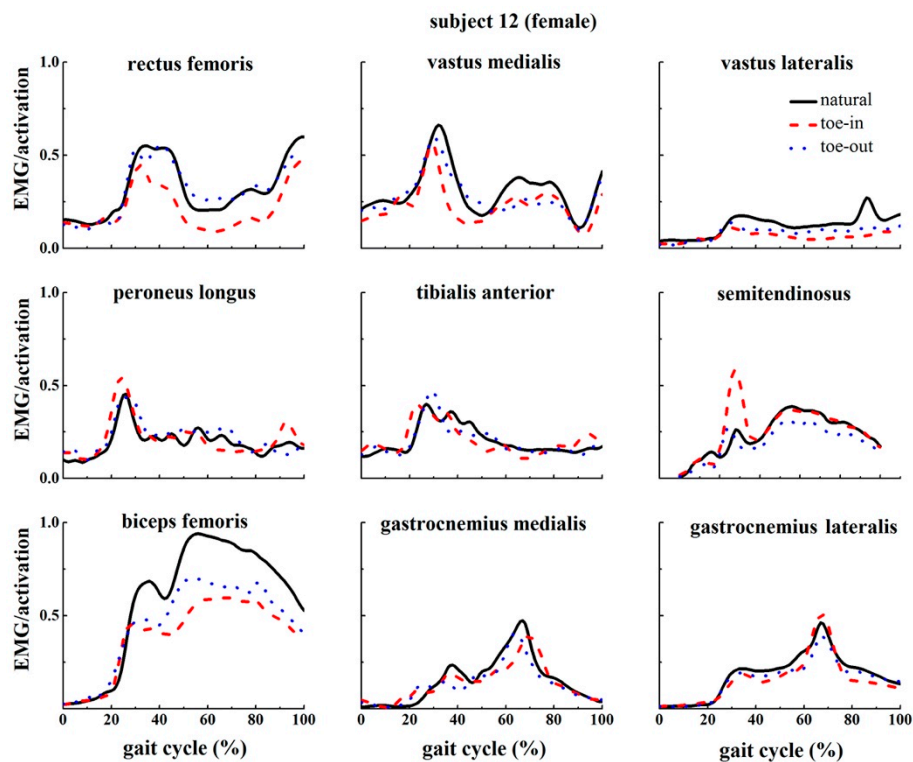 subject 12 (female)
rectus femoris
vastus medialis
vastus lateralis
natural
toe-in
toe-out
EMG/activation
1.0
0.5
0.0
peroneus longus
tibialis anterior
semitendinosus
EMG/activation
1.0
0.5
0.0
biceps femoris
gastrocnemius medialis
gastrocnemius lateralis
EMG/activation
1.0
0.5
0 20 40 60 80 100
0 20 40 60 80 100
0 20 40 60 80 100
gait cycle (%)
gait cycle (%)
gait cycle (%)